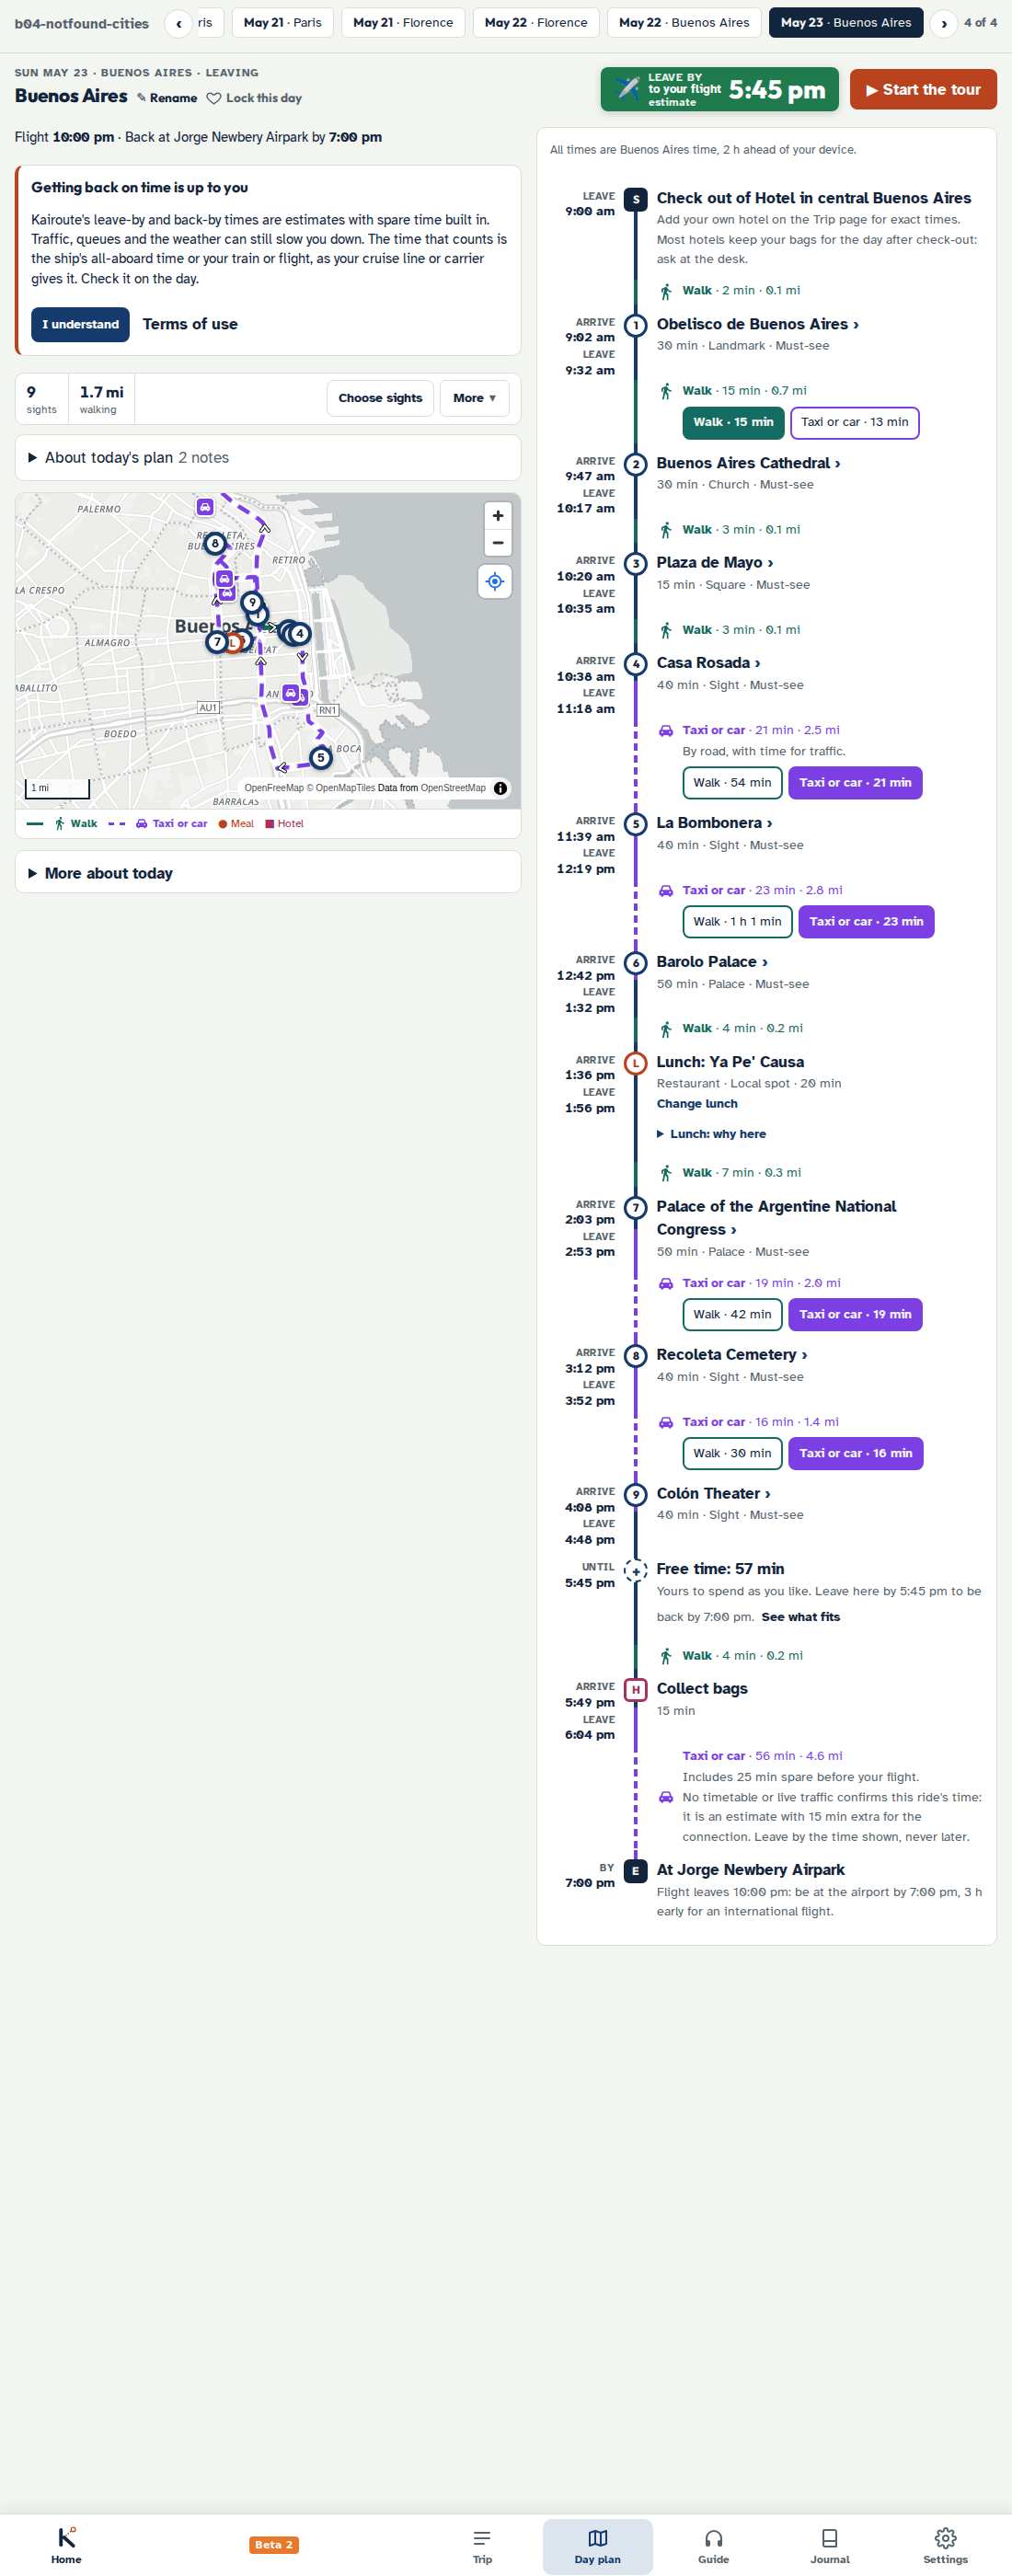 b04-notfound-cities
‹
ris
May 21 · Paris
May 21 · Florence
May 22 · Florence
May 22 · Buenos Aires
May 23 · Buenos Aires
›
4 of 4
SUN MAY 23 · BUENOS AIRES · LEAVING
Buenos Aires
✎ Rename
Lock this day
LEAVE BY
to your flight
estimate
5:45 pm
▶ Start the tour
Flight 10:00 pm · Back at Jorge Newbery Airpark by 7:00 pm
Getting back on time is up to you
Kairoute's leave-by and back-by times are estimates with spare time built in.
Traffic, queues and the weather can still slow you down. The time that counts is
the ship's all-aboard time or your train or flight, as your cruise line or carrier
gives it. Check it on the day.
I understand
Terms of use
9
sights
1.7 mi
walking
Choose sights
More ▼
▶ About today's plan 2 notes
PALERMO
RETIRO
LA CRESPO
ALMAGRO
ABALLITO
BOEDO
AU1
RN1
BARRACAS
8
9
1
4
7
L
5
+
−
1 mi
OpenFreeMap © OpenMapTiles Data from OpenStreetMap
Walk
Taxi or car
Meal
Hotel
▶ More about today
All times are Buenos Aires time, 2 h ahead of your device.
LEAVE
9:00 am
S
Check out of Hotel in central Buenos Aires
Add your own hotel on the Trip page for exact times.
Most hotels keep your bags for the day after check-out:
ask at the desk.
Walk · 2 min · 0.1 mi
ARRIVE
9:02 am
LEAVE
9:32 am
1
Obelisco de Buenos Aires ›
30 min · Landmark · Must-see
Walk · 15 min · 0.7 mi
Walk · 15 min
Taxi or car · 13 min
ARRIVE
9:47 am
LEAVE
10:17 am
2
Buenos Aires Cathedral ›
30 min · Church · Must-see
Walk · 3 min · 0.1 mi
ARRIVE
10:20 am
LEAVE
10:35 am
3
Plaza de Mayo ›
15 min · Square · Must-see
Walk · 3 min · 0.1 mi
ARRIVE
10:38 am
LEAVE
11:18 am
4
Casa Rosada ›
40 min · Sight · Must-see
Taxi or car · 21 min · 2.5 mi
By road, with time for traffic.
Walk · 54 min
Taxi or car · 21 min
ARRIVE
11:39 am
LEAVE
12:19 pm
5
La Bombonera ›
40 min · Sight · Must-see
Taxi or car · 23 min · 2.8 mi
Walk · 1 h 1 min
Taxi or car · 23 min
ARRIVE
12:42 pm
LEAVE
1:32 pm
6
Barolo Palace ›
50 min · Palace · Must-see
Walk · 4 min · 0.2 mi
ARRIVE
1:36 pm
LEAVE
1:56 pm
L
Lunch: Ya Pe' Causa
Restaurant · Local spot · 20 min
Change lunch
▶ Lunch: why here
Walk · 7 min · 0.3 mi
ARRIVE
2:03 pm
LEAVE
2:53 pm
7
Palace of the Argentine National
Congress ›
50 min · Palace · Must-see
Taxi or car · 19 min · 2.0 mi
Walk · 42 min
Taxi or car · 19 min
ARRIVE
3:12 pm
LEAVE
3:52 pm
8
Recoleta Cemetery ›
40 min · Sight · Must-see
Taxi or car · 16 min · 1.4 mi
Walk · 30 min
Taxi or car · 16 min
ARRIVE
4:08 pm
LEAVE
4:48 pm
9
Colón Theater ›
40 min · Sight · Must-see
UNTIL
5:45 pm
+
Free time: 57 min
Yours to spend as you like. Leave here by 5:45 pm to be
back by 7:00 pm. See what fits
Walk · 4 min · 0.2 mi
ARRIVE
5:49 pm
LEAVE
6:04 pm
H
Collect bags
15 min
Taxi or car · 56 min · 4.6 mi
Includes 25 min spare before your flight.
No timetable or live traffic confirms this ride's time:
it is an estimate with 15 min extra for the
connection. Leave by the time shown, never later.
BY
7:00 pm
E
At Jorge Newbery Airpark
Flight leaves 10:00 pm: be at the airport by 7:00 pm, 3 h
early for an international flight.
Home
Beta 2
Trip
Day plan
Guide
Journal
Settings